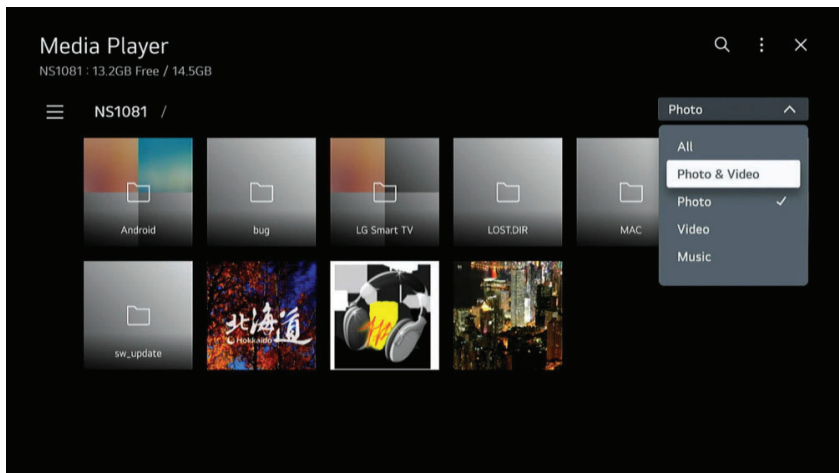 Media Player
NS1081 : 13.2GB Free / 14.5GB
NS1081 /
Photo
All
Photo & Video
Photo
Video
Music
Android
bug
LG Smart TV
LOST.DIR
MAC
sw_update
北海道
Hokkaido